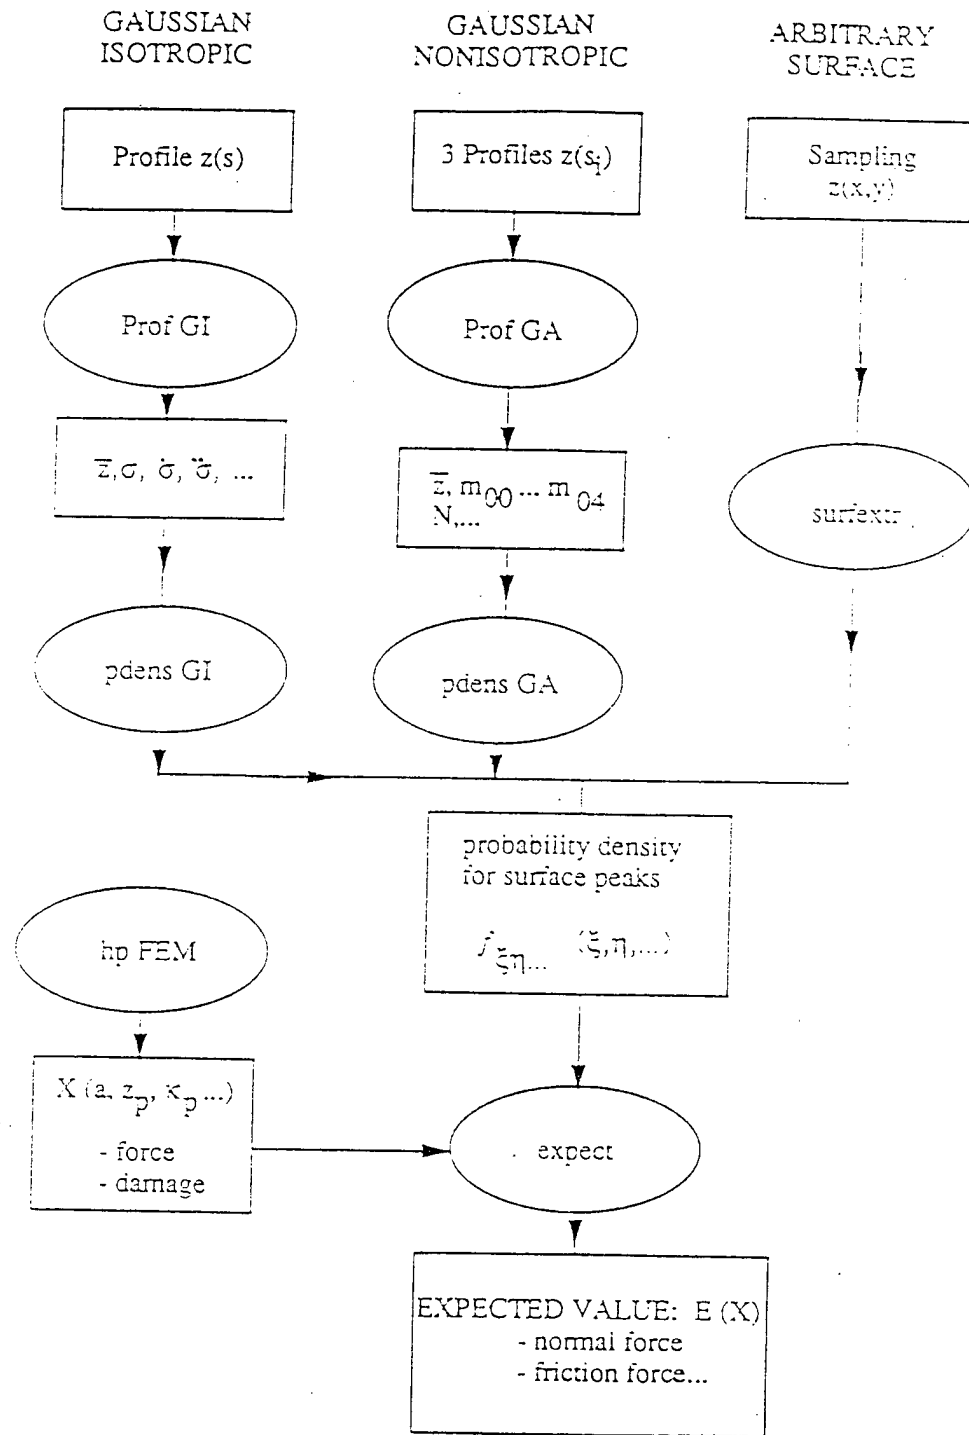 GAUSSIAN
ISOTROPIC
GAUSSIAN
NONISOTROPIC
ARBITRARY
SURFACE
Profile z(s)
3 Profiles z(sᵢ)
Sampling
z(x,y)
Prof GI
Prof GA
z̅,σ, σ̇, σ̈, ...
z̅, m₀₀ ... m₀₄
N,...
surfextr
pdens GI
pdens GA
probability density
for surface peaks
f_ξη... (ξ,η,...)
hp FEM
X (a, z_p, κ_p ...)
- force
- damage
expect
EXPECTED VALUE: E (X)
- normal force
- friction force...